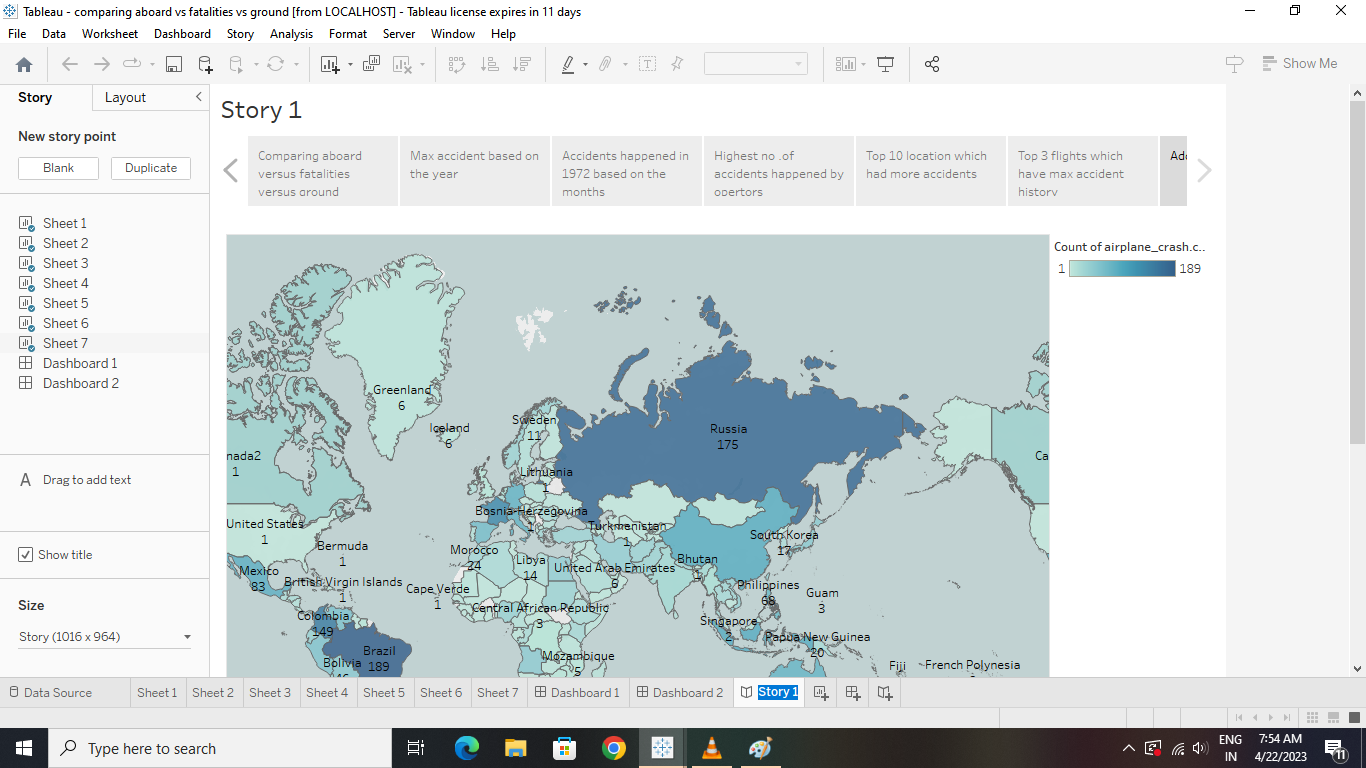 Tableau - comparing aboard vs fatalities vs ground [from LOCALHOST] - Tableau license expires in 11 days
File Data Worksheet Dashboard Story Analysis Format Server Window Help
Show Me
Story Layout
New story point
Blank Duplicate
Sheet 1
Sheet 2
Sheet 3
Sheet 4
Sheet 5
Sheet 6
Sheet 7
Dashboard 1
Dashboard 2
A Drag to add text
Show title
Size
Story (1016 x 964)
Story 1
Comparing aboard
versus fatalities
versus ground
Max accident based on
the year
Accidents happened in
1972 based on the
months
Highest no .of
accidents happened by
opertors
Top 10 location which
had more accidents
Top 3 flights which
have max accident
history
Count of airplane_crash.c..
1 189
Greenland
6
Iceland
6
Sweden
11
Russia
175
Lithuania
1
nada2
1
Ca
Bosnia-Herzegovina
1
United States
1
Turkmenistan
1
South Korea
17
Bermuda
1
Morocco
24
Libya
14
United Arab Emirates
6
Bhutan
Mexico
83
British Virgin Islands
1
Cape Verde
1
Philippines
68
Guam
3
Central African Republic
3
Colombia
149
Singapore
2
Papua New Guinea
20
Brazil
189
Bolivia
Mozambique
5
Fiji
French Polynesia
Data Source Sheet 1 Sheet 2 Sheet 3 Sheet 4 Sheet 5 Sheet 6 Sheet 7 Dashboard 1 Dashboard 2 Story 1
Type here to search
ENG
IN
7:54 AM
4/22/2023
11